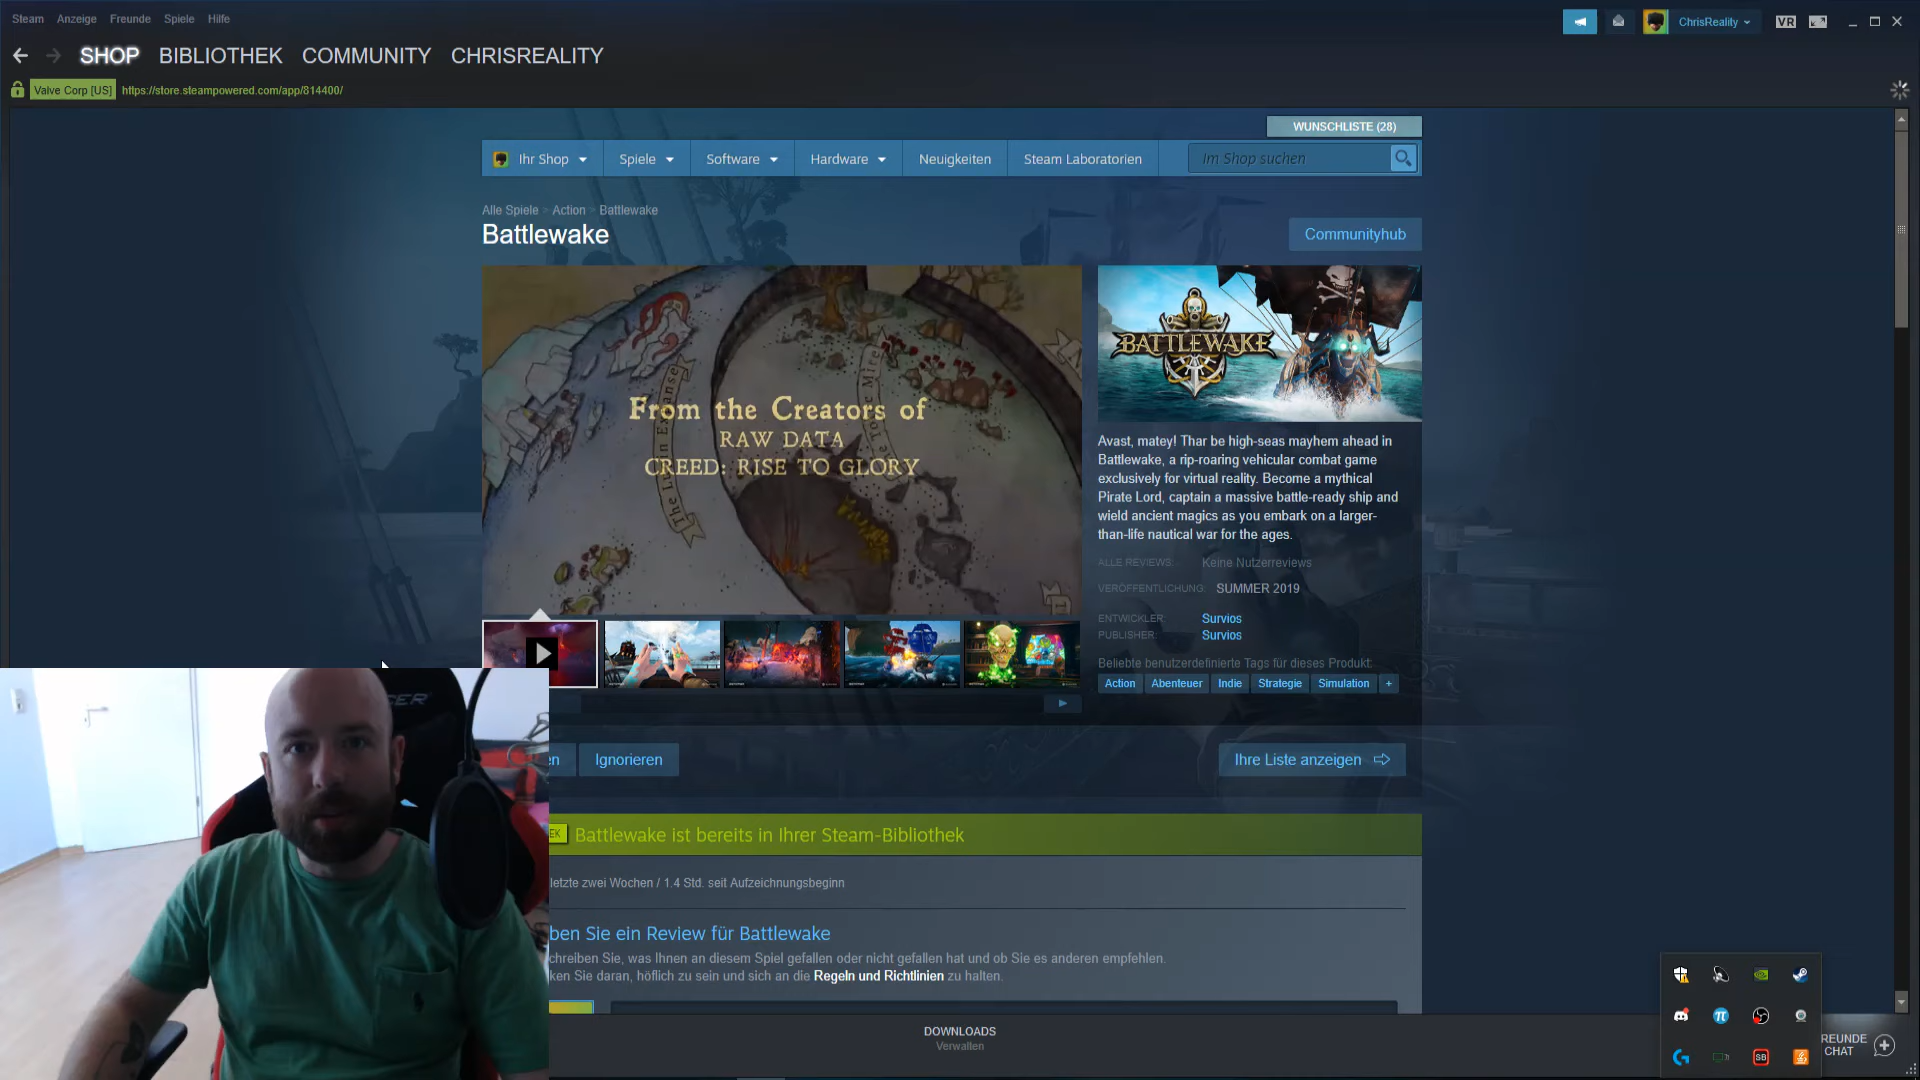 Steam Anzeige Freunde Spiele Hilfe
ChrisReality
VR
SHOP BIBLIOTHEK COMMUNITY CHRISREALITY
Valve Corp [US] https://store.steampowered.com/app/814400/
WUNSCHLISTE (28)
Ihr Shop Spiele Software Hardware Neuigkeiten Steam Laboratorien Im Shop suchen
Alle Spiele > Action > Battlewake
Battlewake
Communityhub
The Lupin Expanse
From the Creators of
RAW DATA
CREED: RISE TO GLORY
BATTLEWAKE
Avast, matey! Thar be high-seas mayhem ahead in
Battlewake, a rip-roaring vehicular combat game
exclusively for virtual reality. Become a mythical
Pirate Lord, captain a massive battle-ready ship and
wield ancient magics as you embark on a larger-
than-life nautical war for the ages.
ALLE REVIEWS: Keine Nutzerreviews
VERÖFFENTLICHUNG: SUMMER 2019
ENTWICKLER: Survios
PUBLISHER: Survios
Beliebte benutzerdefinierte Tags für dieses Produkt:
Action Abenteuer Indie Strategie Simulation +
en Ignorieren
Ihre Liste anzeigen
EK Battlewake ist bereits in Ihrer Steam-Bibliothek
letzte zwei Wochen / 1.4 Std. seit Aufzeichnungsbeginn
ben Sie ein Review für Battlewake
chreiben Sie, was Ihnen an diesem Spiel gefallen oder nicht gefallen hat und ob Sie es anderen empfehlen.
ken Sie daran, höflich zu sein und sich an die Regeln und Richtlinien zu halten.
DOWNLOADS
Verwalten
REUNDE
CHAT
SB